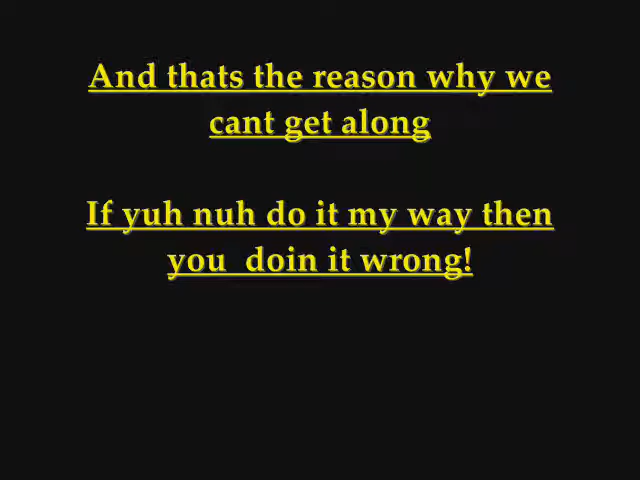 And thats the reason why we
cant get along
If yuh nuh do it my way then
you  doin it wrong!